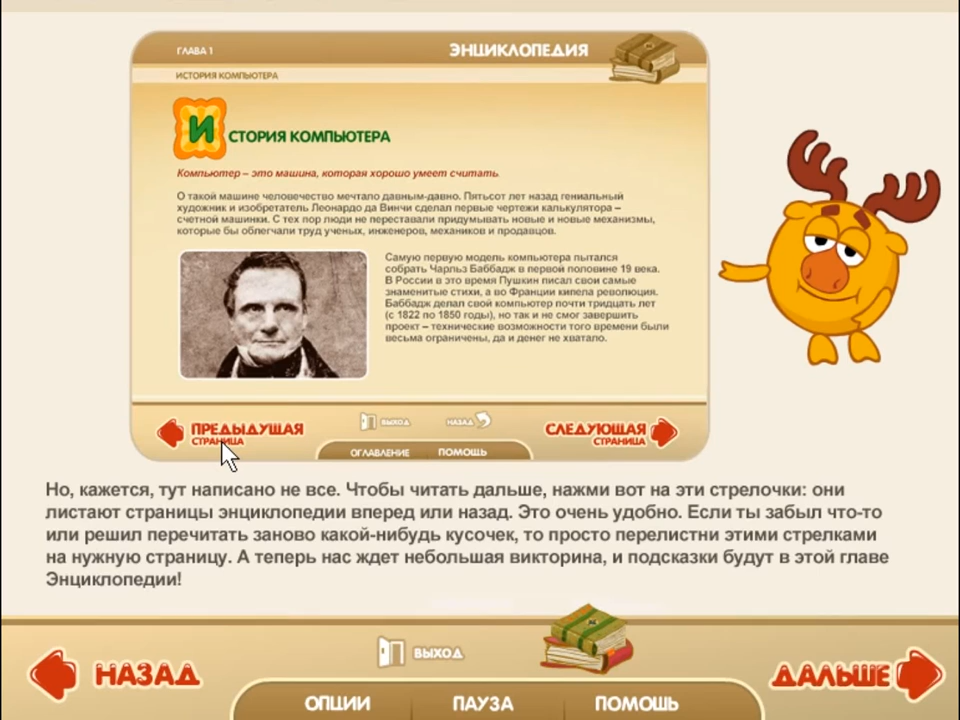 ГЛАВА 1
ЭНЦИКЛОПЕДИЯ
ИСТОРИЯ КОМПЬЮТЕРА
ИСТОРИЯ КОМПЬЮТЕРА
Компьютер – это машина, которая хорошо умеет считать.
О такой машине человечество мечтало давным-давно. Пятьсот лет назад гениальный
художник и изобретатель Леонардо да Винчи сделал первые чертежи калькулятора –
счетной машинки. С тех пор люди не переставали придумывать новые и новые механизмы,
которые бы облегчали труд ученых, инженеров, механиков и продавцов.
Самую первую модель компьютера пытался
собрать Чарльз Баббадж в первой половине 19 века.
В России в это время Пушкин писал свои самые
знаменитые стихи, а во Франции кипела революция.
Баббадж делал свой компьютер почти тридцать лет
(с 1822 по 1850 годы), но так и не смог завершить
проект – технические возможности того времени были
весьма ограничены, да и денег не хватало.
ПРЕДЫДУЩАЯ
СТРАНИЦА
ВЫХОД
НАЗАД
СЛЕДУЮЩАЯ
СТРАНИЦА
ОГЛАВЛЕНИЕ
ПОМОЩЬ
Но, кажется, тут написано не все. Чтобы читать дальше, нажми вот на эти стрелочки: они
листают страницы энциклопедии вперед или назад. Это очень удобно. Если ты забыл что-то
или решил перечитать заново какой-нибудь кусочек, то просто перелистни этими стрелками
на нужную страницу. А теперь нас ждет небольшая викторина, и подсказки будут в этой главе
Энциклопедии!
НАЗАД
ВЫХОД
ДАЛЬШЕ
ОПЦИИ
ПАУЗА
ПОМОЩЬ